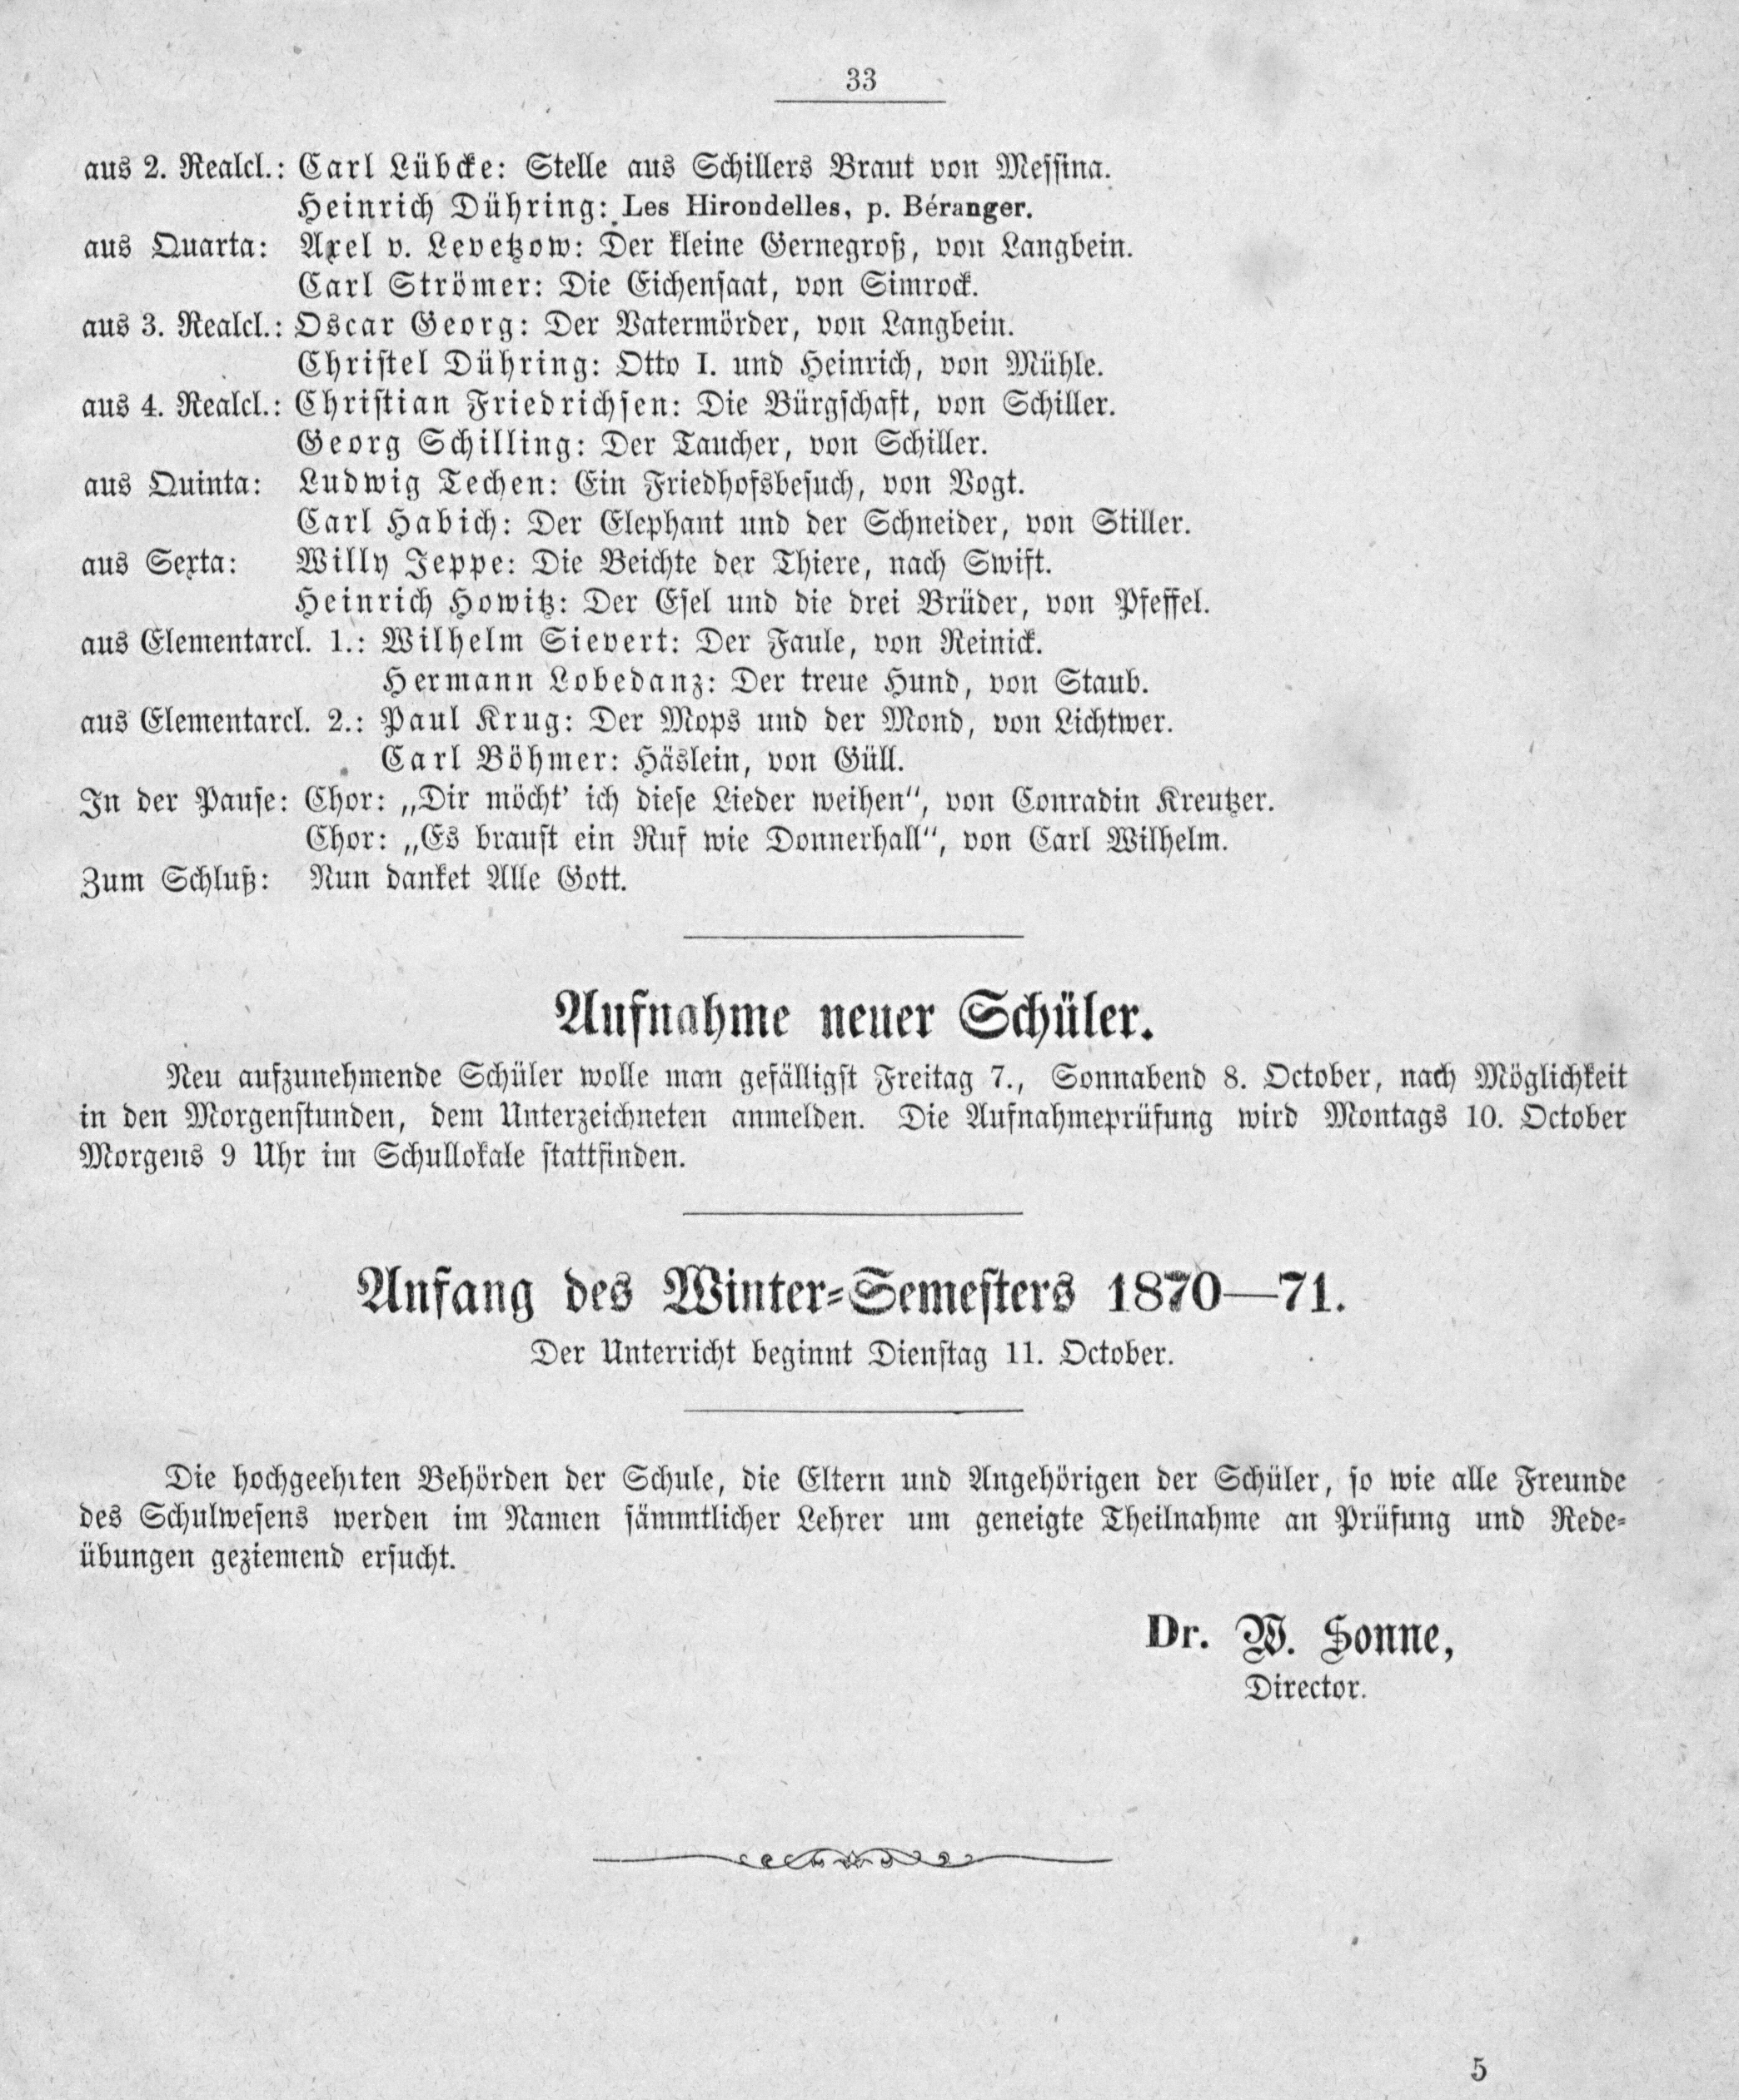 33
aus 2. Realcl.: Carl Lübcke: Stelle aus Schillers Braut von Messina.
Heinrich Dühring: Les Hirondelles, p. Béranger.
aus Quarta: Axel v. Levetzow: Der kleine Gernegroß, von Langbein.
Carl Strömer: Die Eichensaat, von Simrock.
aus 3. Realcl.: Oscar Georg: Der Vatermörder, von Langbein.
Christel Dühring: Otto I. und Heinrich, von Mühle.
aus 4. Realcl.: Christian Friedrichsen: Die Bürgschaft, von Schiller.
Georg Schilling: Der Taucher, von Schiller.
aus Quinta: Ludwig Techen: Ein Friedhofsbesuch, von Vogt.
Carl Habich: Der Elephant und der Schneider, von Stiller.
aus Sexta: Willy Jeppe: Die Beichte der Thiere, nach Swift.
Heinrich Howitz: Der Esel und die drei Brüder, von Pfeffel.
aus Elementarcl. 1.: Wilhelm Sievert: Der Faule, von Reinick.
Hermann Lobedanz: Der treue Hund, von Staub.
aus Elementarcl. 2.: Paul Krug: Der Mops und der Mond, von Lichtwer.
Carl Böhmer: Häslein, von Güll.
In der Pause: Chor: „Dir möcht' ich diese Lieder weihen“, von Conradin Kreutzer.
Chor: „Es braust ein Ruf wie Donnerhall“, von Carl Wilhelm.
Zum Schluß: Nun danket Alle Gott.
Aufnahme neuer Schüler.
Neu aufzunehmende Schüler wolle man gefälligst Freitag 7., Sonnabend 8. October, nach Möglichkeit
in den Morgenstunden, dem Unterzeichneten anmelden. Die Aufnahmeprüfung wird Montags 10. October
Morgens 9 Uhr im Schullokale stattfinden.
Anfang des Winter-Semesters 1870—71.
Der Unterricht beginnt Dienstag 11. October.
Die hochgeehrten Behörden der Schule, die Eltern und Angehörigen der Schüler, so wie alle Freunde
des Schulwesens werden im Namen sämmtlicher Lehrer um geneigte Theilnahme an Prüfung und Rede-
übungen geziemend ersucht.
Dr. W. Sonne,
Director.
5